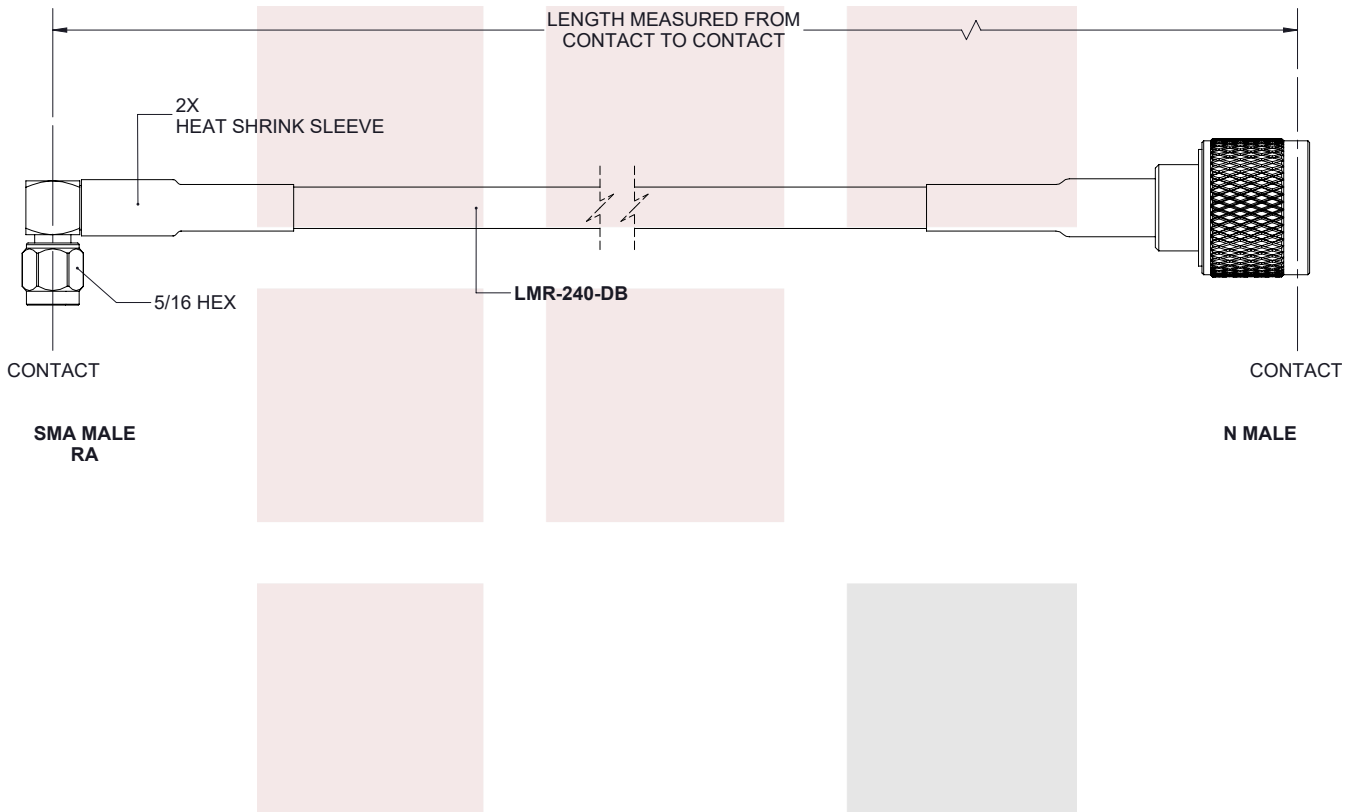 LENGTH MEASURED FROM
CONTACT TO CONTACT
2X
HEAT SHRINK SLEEVE
5/16 HEX
LMR-240-DB
CONTACT
CONTACT
SMA MALE
RA
N MALE